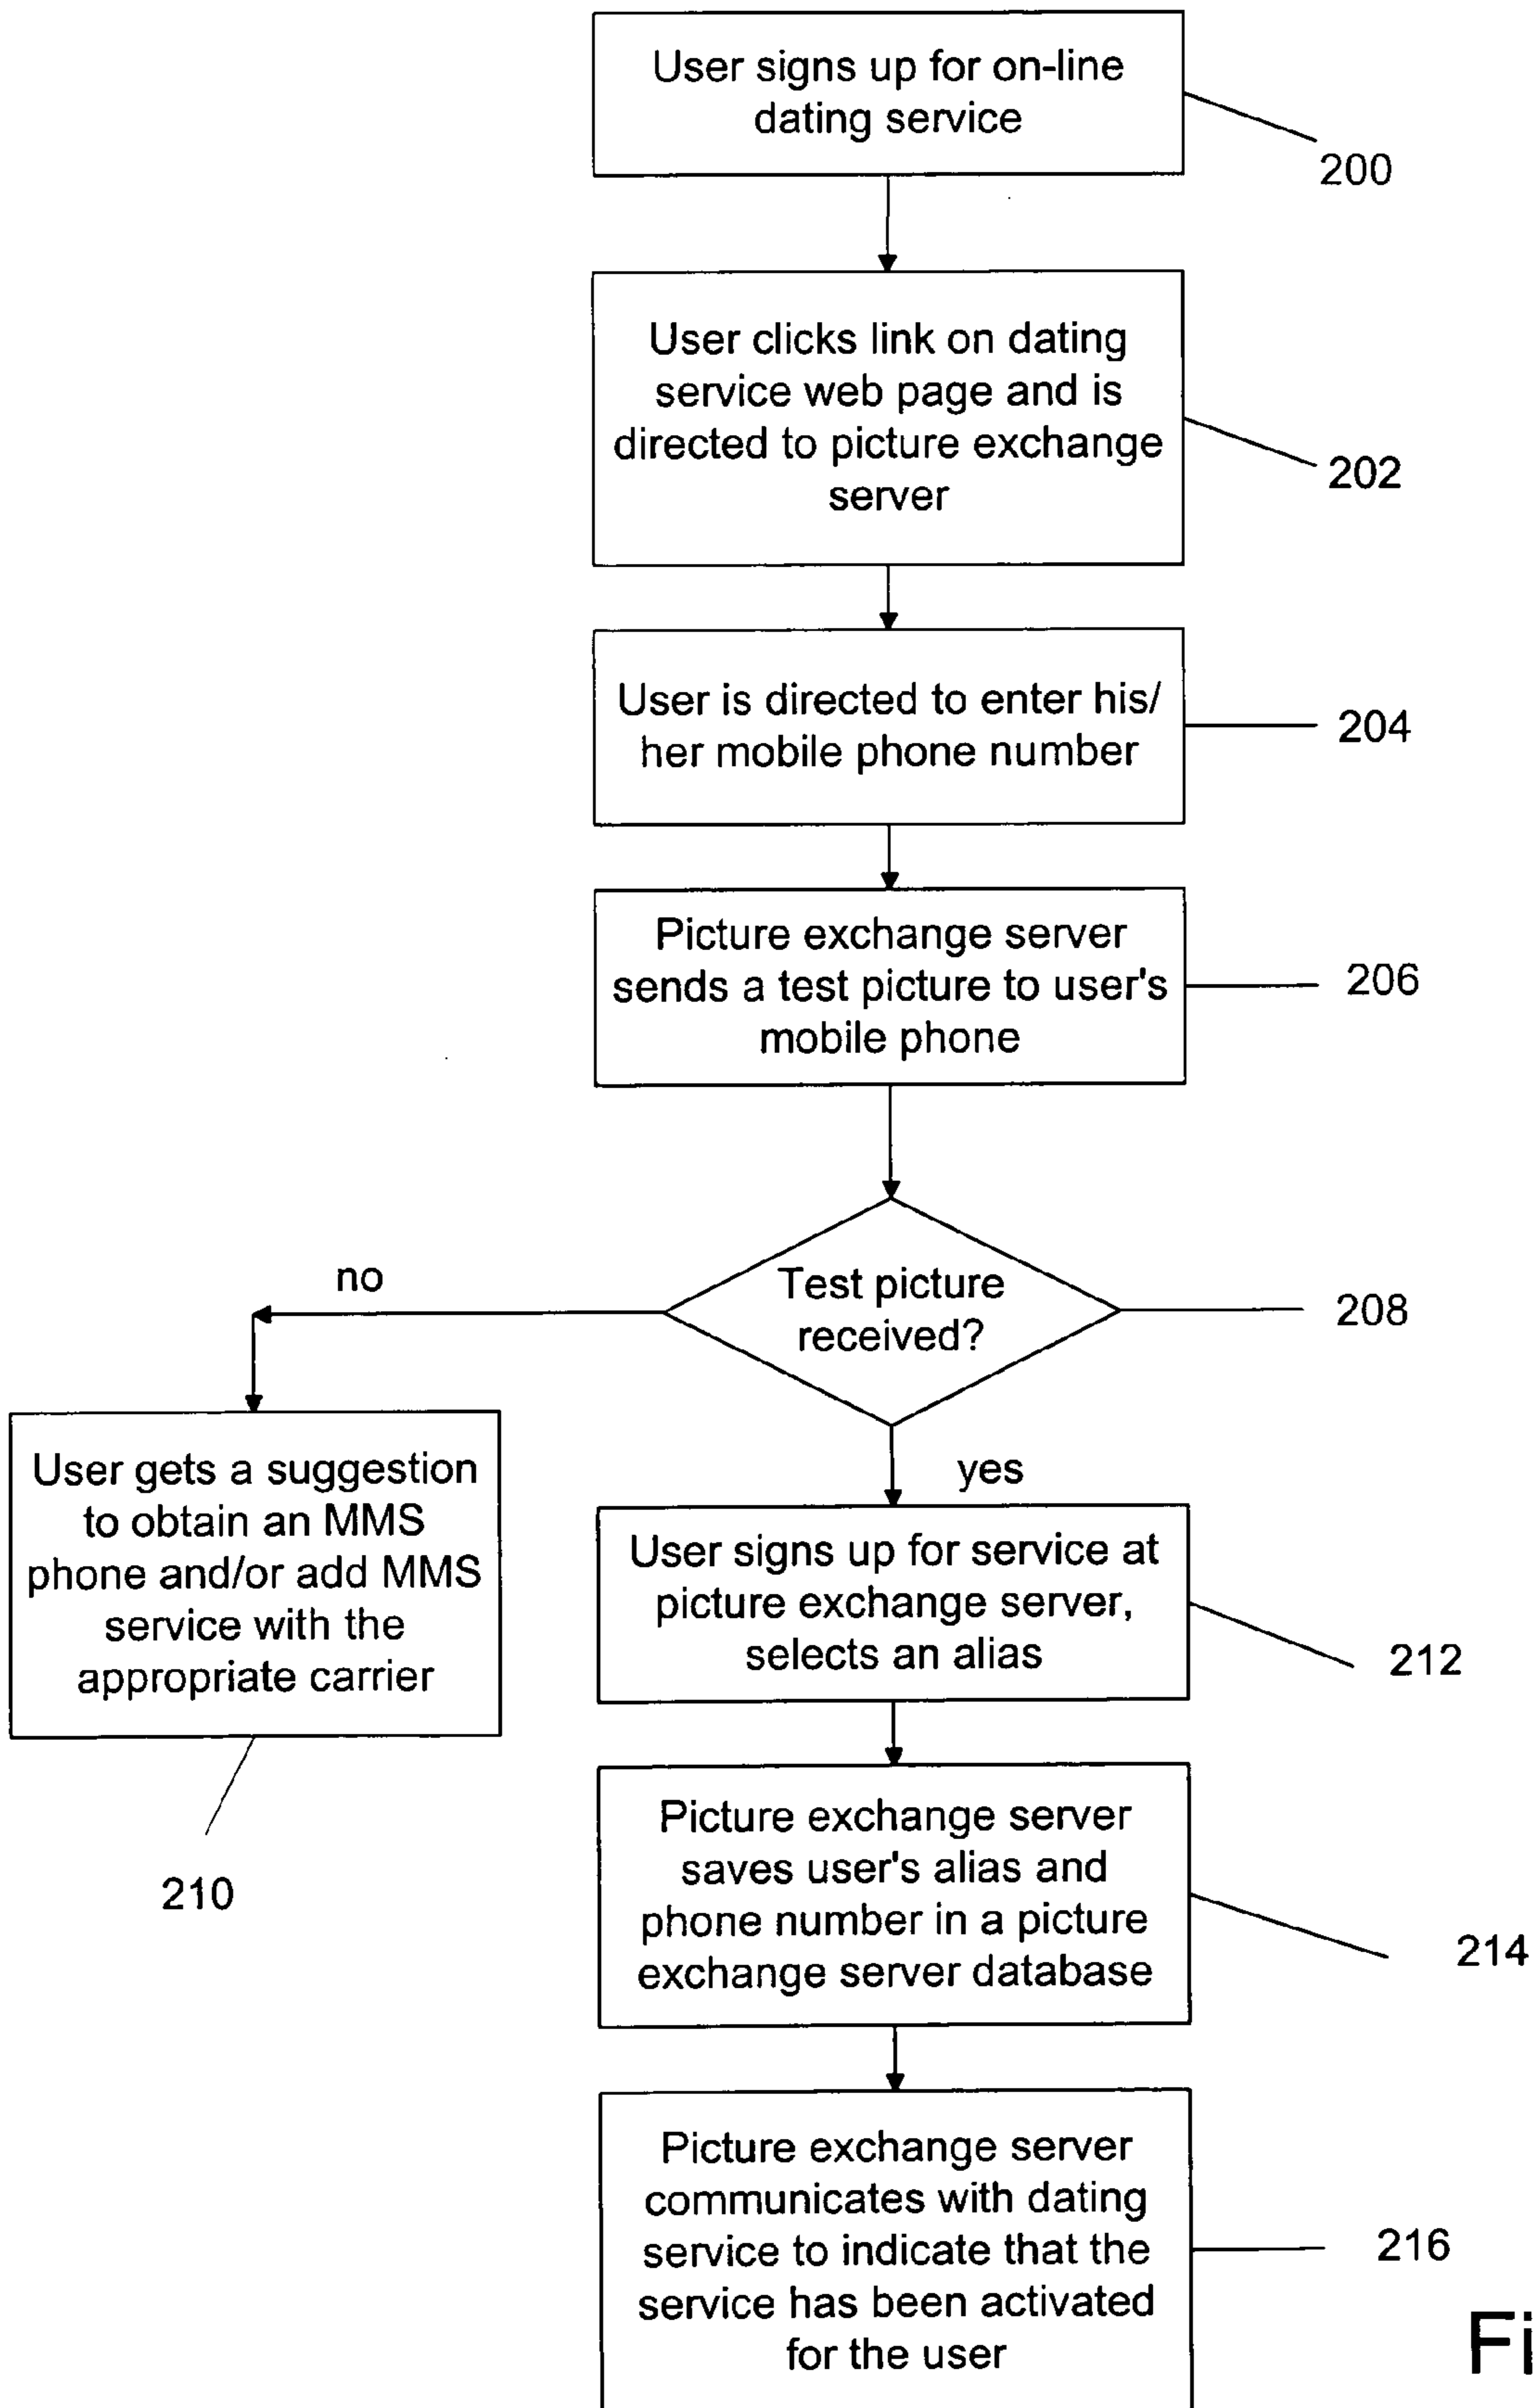 User signs up for on-line
dating service
200
User clicks link on dating
service web page and is
directed to picture exchange
server
202
User is directed to enter his/
her mobile phone number
204
Picture exchange server
sends a test picture to user's
mobile phone
206
Test picture
received?
208
no
yes
User gets a suggestion
to obtain an MMS
phone and/or add MMS
service with the
appropriate carrier
210
User signs up for service at
picture exchange server,
selects an alias
212
Picture exchange server
saves user's alias and
phone number in a picture
exchange server database
214
Picture exchange server
communicates with dating
service to indicate that the
service has been activated
for the user
216
Fi